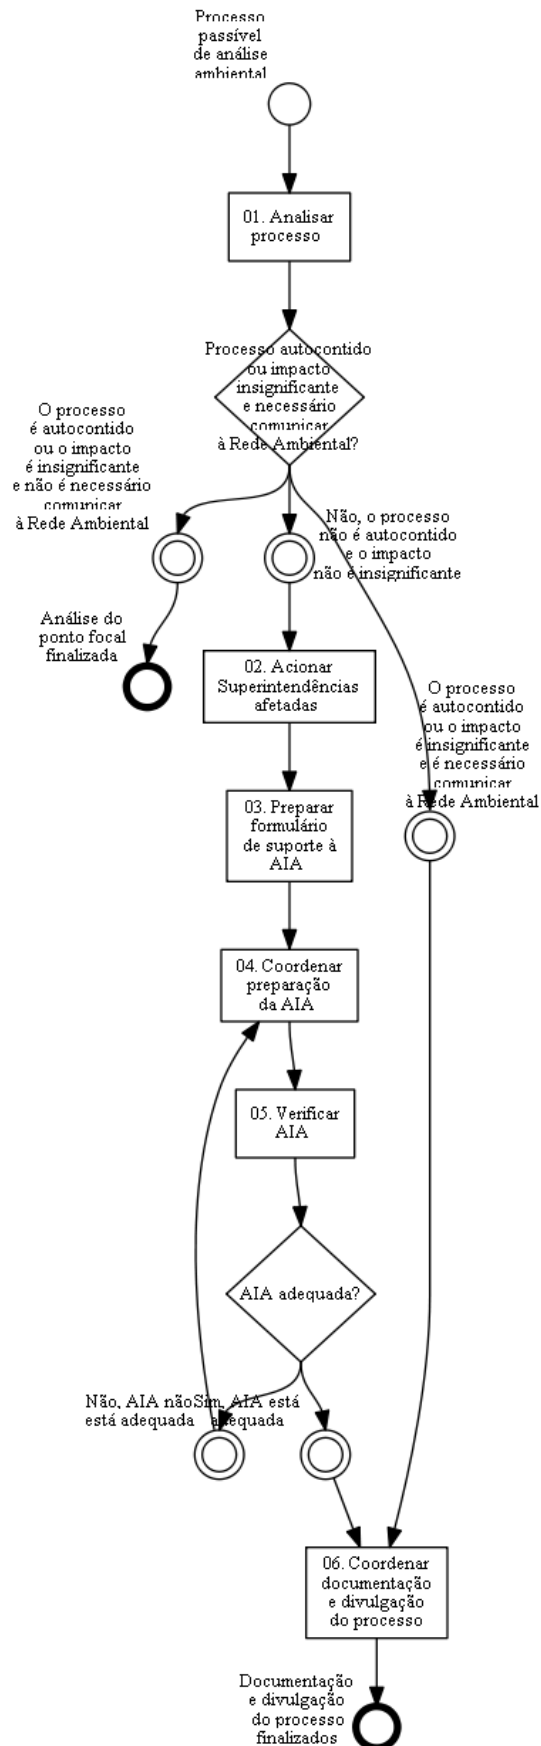 Processo
passível
de análise
ambiental
01. Analisar
processo
Processo autocontido
ou impacto
insignificante
e necessário
comunicar
à Rede Ambiental?
O processo
é autocontido
ou o impacto
é insignificante
e não é necessário
comunicar
à Rede Ambiental
Não, o processo
não é autocontido
e o impacto
não é insignificante
Análise do
ponto focal
finalizada
02. Acionar
Superintendências
afetadas
O processo
é autocontido
ou o impacto
é insignificante
e é necessário
comunicar
à Rede Ambiental
03. Preparar
formulário
de suporte à
AIA
04. Coordenar
preparação
da AIA
05. Verificar
AIA
AIA adequada?
Não, AIA não
está adequada
Sim, AIA está
adequada
06. Coordenar
documentação
e divulgação
do processo
Documentação
e divulgação
do processo
finalizados